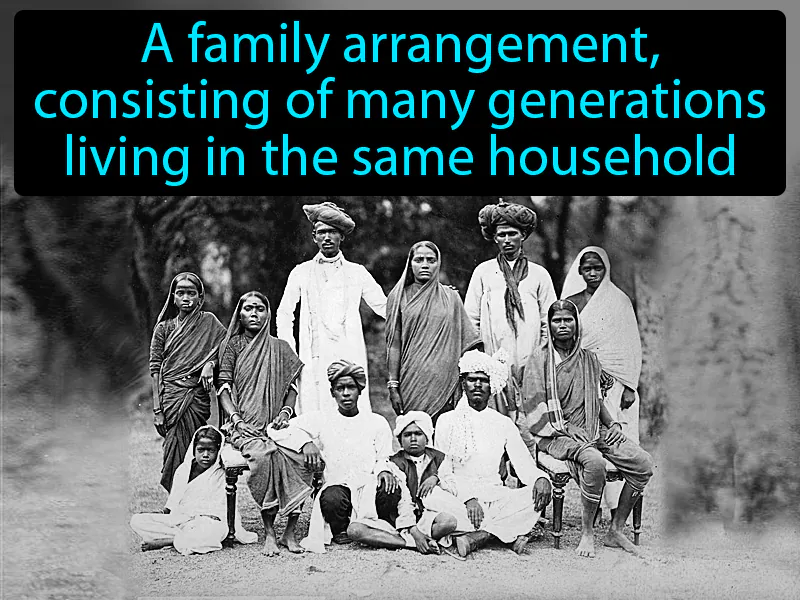 A family arrangement,
consisting of many generations
living in the same household